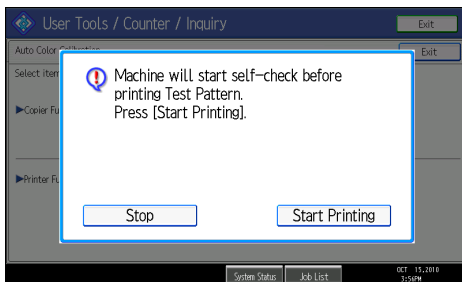 User Tools / Counter / Inquiry
Exit
Auto Color Calibration
Exit
Select item
Machine will start self-check before
printing Test Pattern.
Press [Start Printing].
►Copier Fu
►Printer Fu
Stop
Start Printing
System Status
Job List
OCT 15,2010
3:56PM